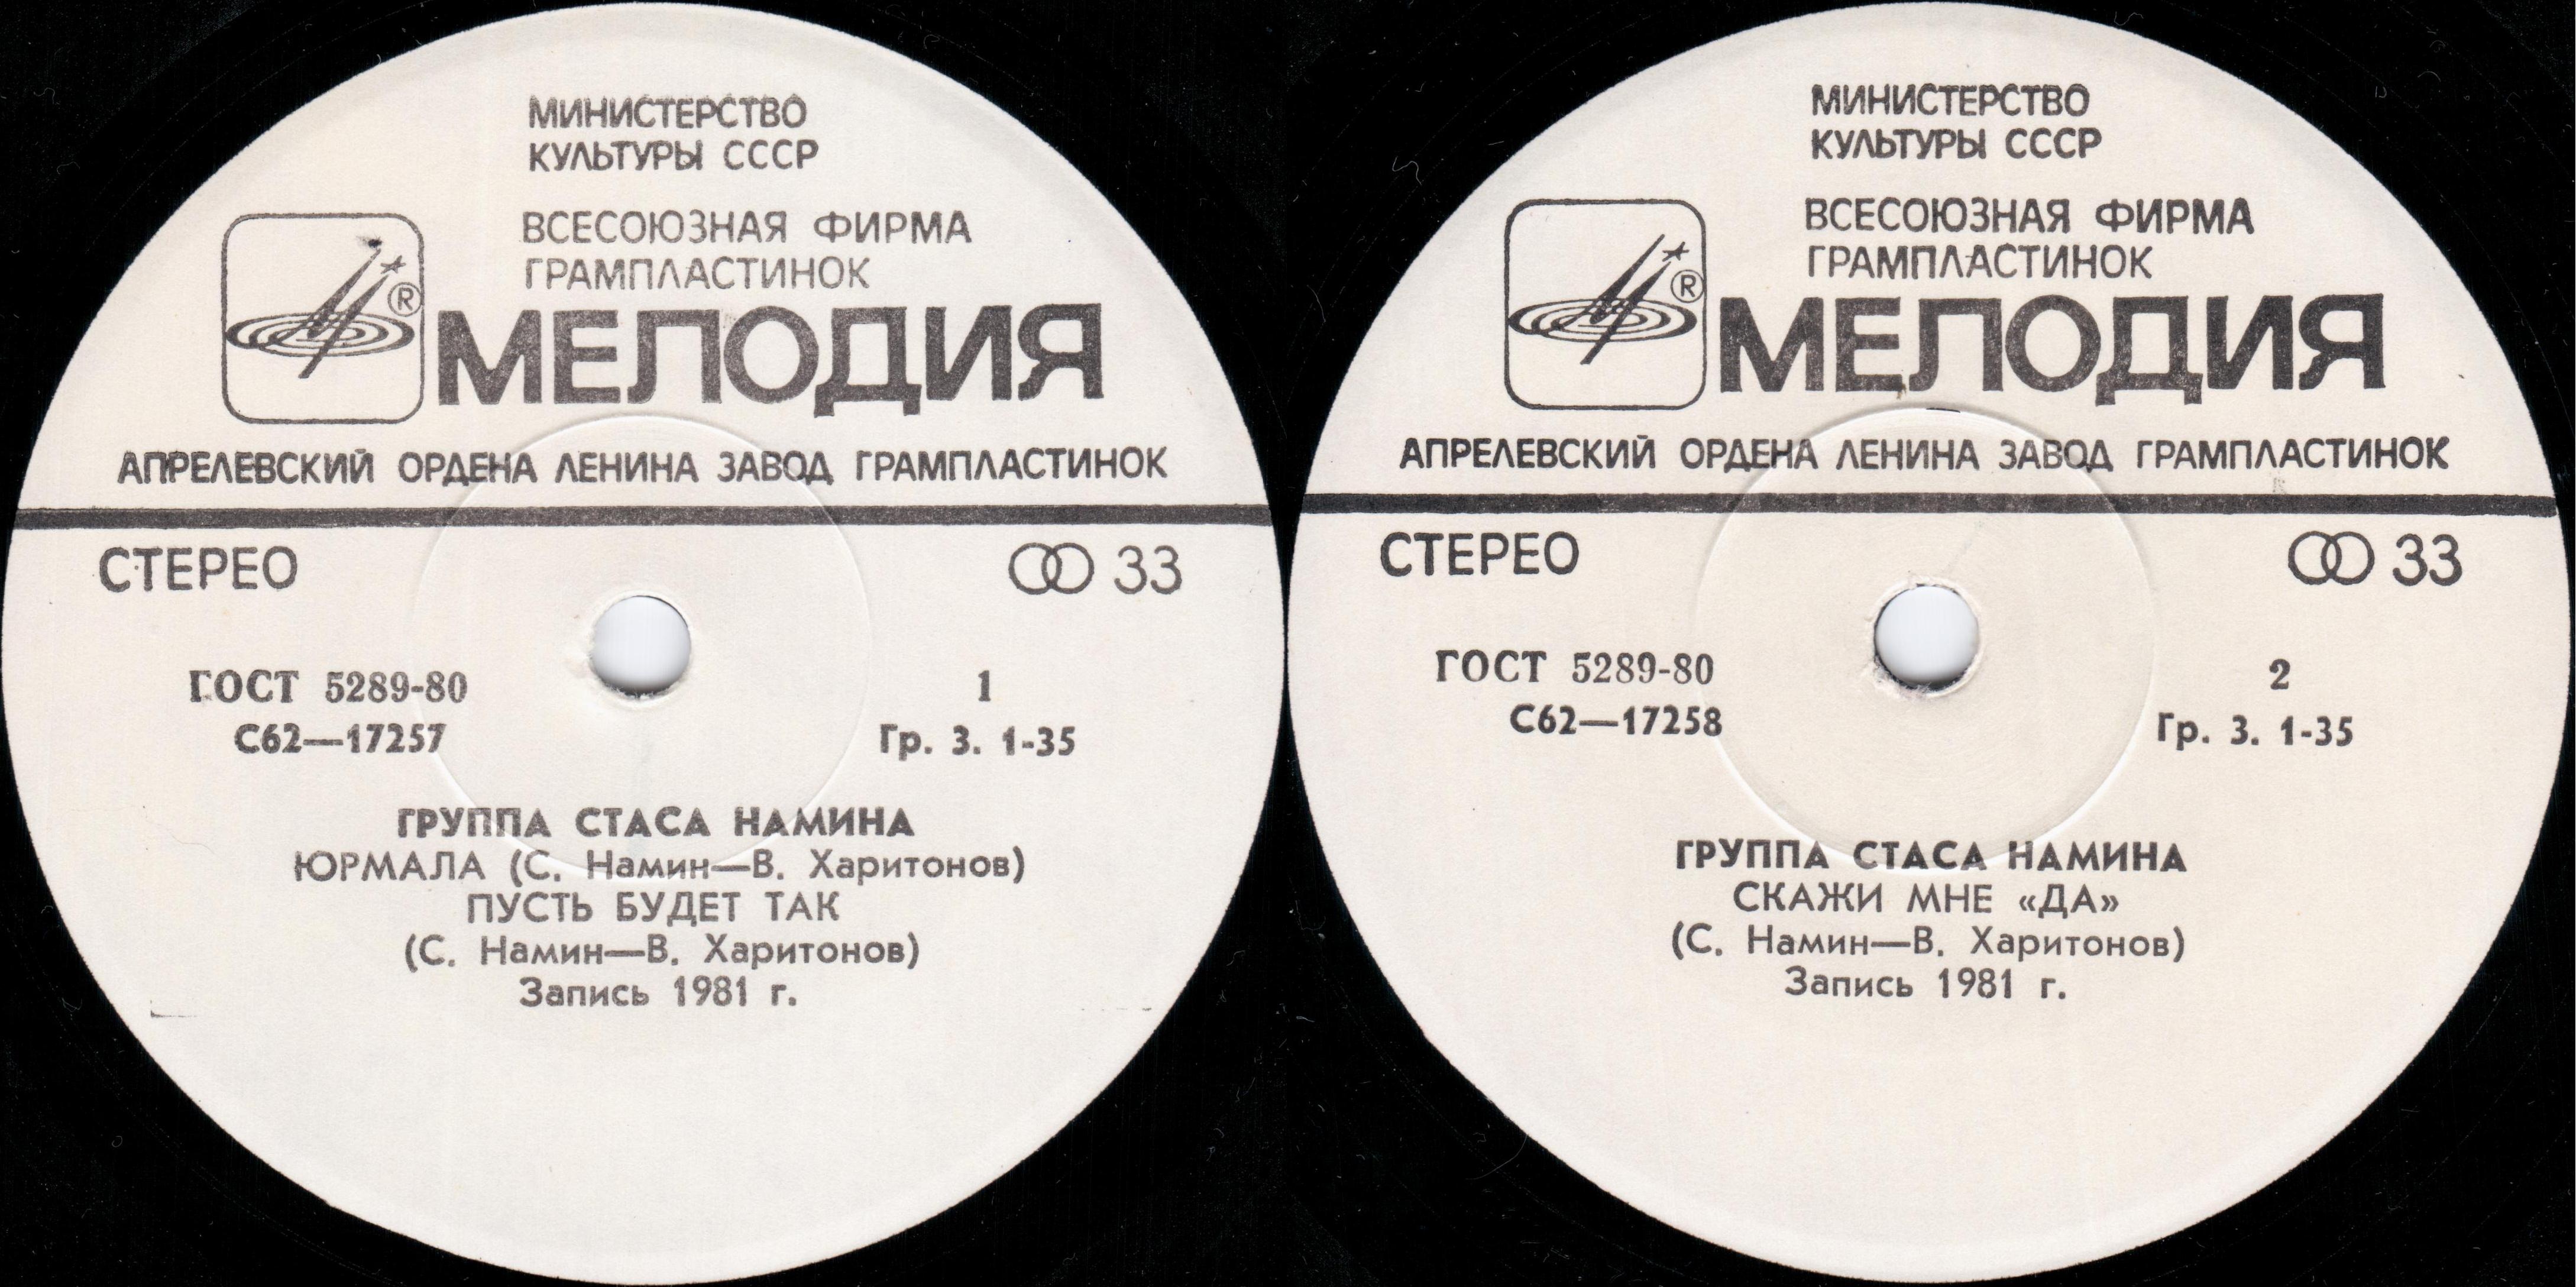 МИНИСТЕРСТВО
КУЛЬТУРЫ СССР
ВСЕСОЮЗНАЯ ФИРМА
ГРАМПЛАСТИНОК
® МЕЛОДИЯ
АПРЕЛЕВСКИЙ ОРДЕНА ЛЕНИНА ЗАВОД ГРАМПЛАСТИНОК
СТЕРЕО 33
ГОСТ 5289-80 1
С62—17257 Гр. 3. 1-35
ГРУППА СТАСА НАМИНА
ЮРМАЛА (С. Намин—В. Харитонов)
ПУСТЬ БУДЕТ ТАК
(С. Намин—В. Харитонов)
Запись 1981 г.
МИНИСТЕРСТВО
КУЛЬТУРЫ СССР
ВСЕСОЮЗНАЯ ФИРМА
ГРАМПЛАСТИНОК
® МЕЛОДИЯ
АПРЕЛЕВСКИЙ ОРДЕНА ЛЕНИНА ЗАВОД ГРАМПЛАСТИНОК
СТЕРЕО 33
ГОСТ 5289-80 2
С62—17258 Гр. 3. 1-35
ГРУППА СТАСА НАМИНА
СКАЖИ МНЕ «ДА»
(С. Намин—В. Харитонов)
Запись 1981 г.